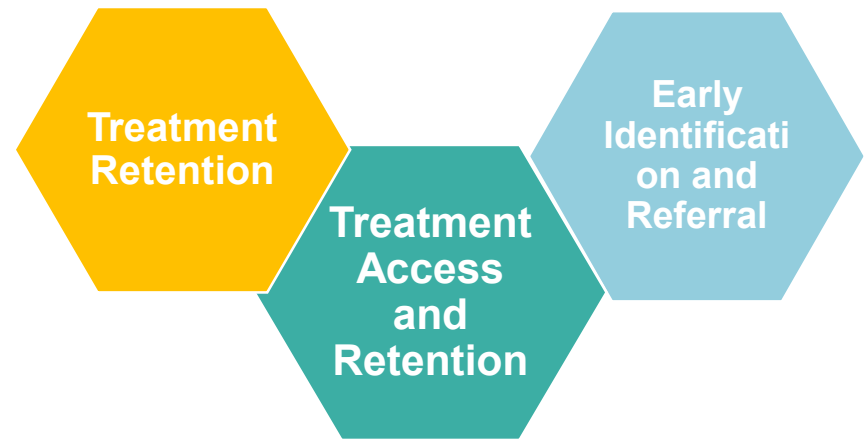 Treatment
Retention
Treatment
Access
and
Retention
Early
Identificati
on and
Referral